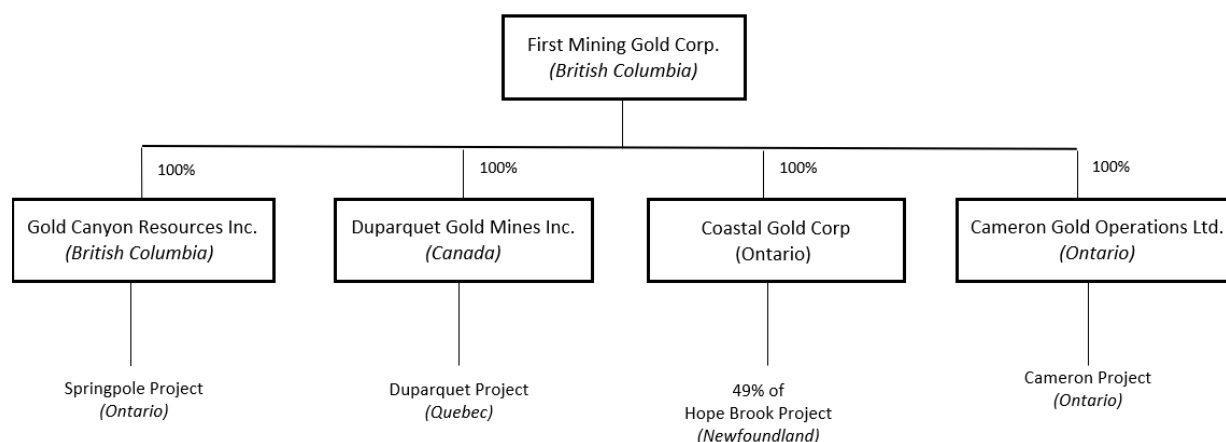 First Mining Gold Corp.
(British Columbia)
100%
100%
100%
100%
Gold Canyon Resources Inc.
(British Columbia)
Duparquet Gold Mines Inc.
(Canada)
Coastal Gold Corp
(Ontario)
Cameron Gold Operations Ltd.
(Ontario)
Springpole Project
(Ontario)
Duparquet Project
(Quebec)
49% of
Hope Brook Project
(Newfoundland)
Cameron Project
(Ontario)